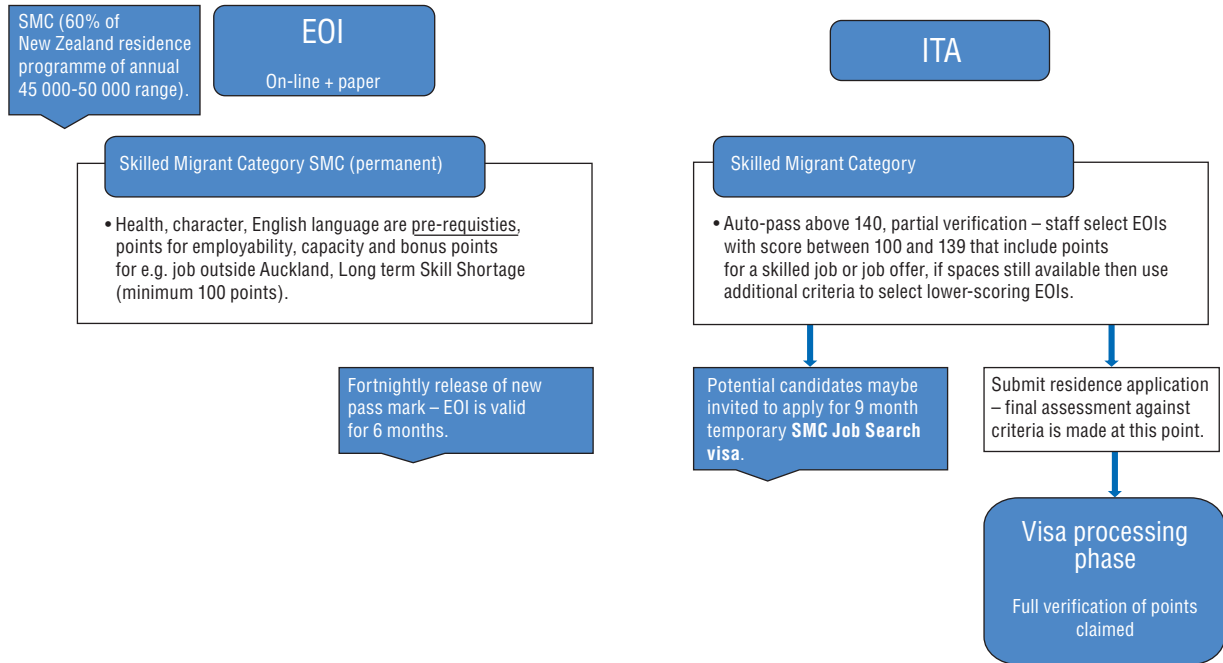 SMC (60% of
New Zealand residence
programme of annual
45 000-50 000 range).
EOI
On-line + paper
ITA
Skilled Migrant Category SMC (permanent)
• Health, character, English language are pre-requisties,
points for employability, capacity and bonus points
for e.g. job outside Auckland, Long term Skill Shortage
(minimum 100 points).
Fortnightly release of new
pass mark – EOI is valid
for 6 months.
Skilled Migrant Category
• Auto-pass above 140, partial verification – staff select EOIs
with score between 100 and 139 that include points
for a skilled job or job offer, if spaces still available then use
additional criteria to select lower-scoring EOIs.
Potential candidates maybe
invited to apply for 9 month
temporary SMC Job Search
visa.
Submit residence application
– final assessment against
criteria is made at this point.
Visa processing
phase
Full verification of points
claimed